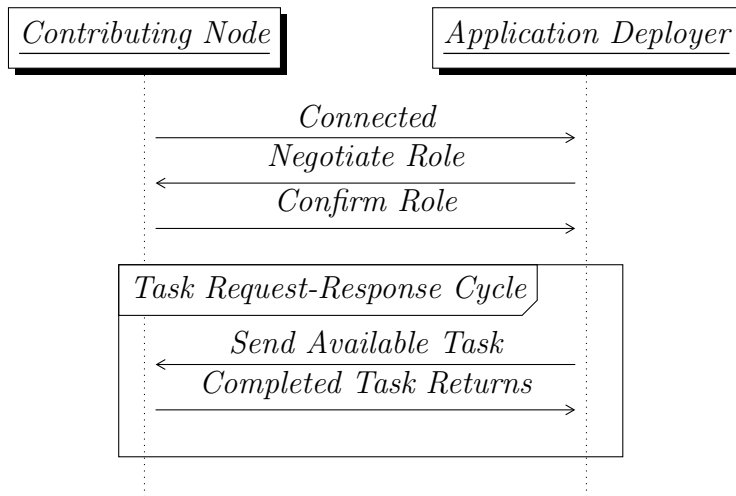 Contributing Node
Application Deployer
Connected
Negotiate Role
Confirm Role
Task Request-Response Cycle
Send Available Task
Completed Task Returns